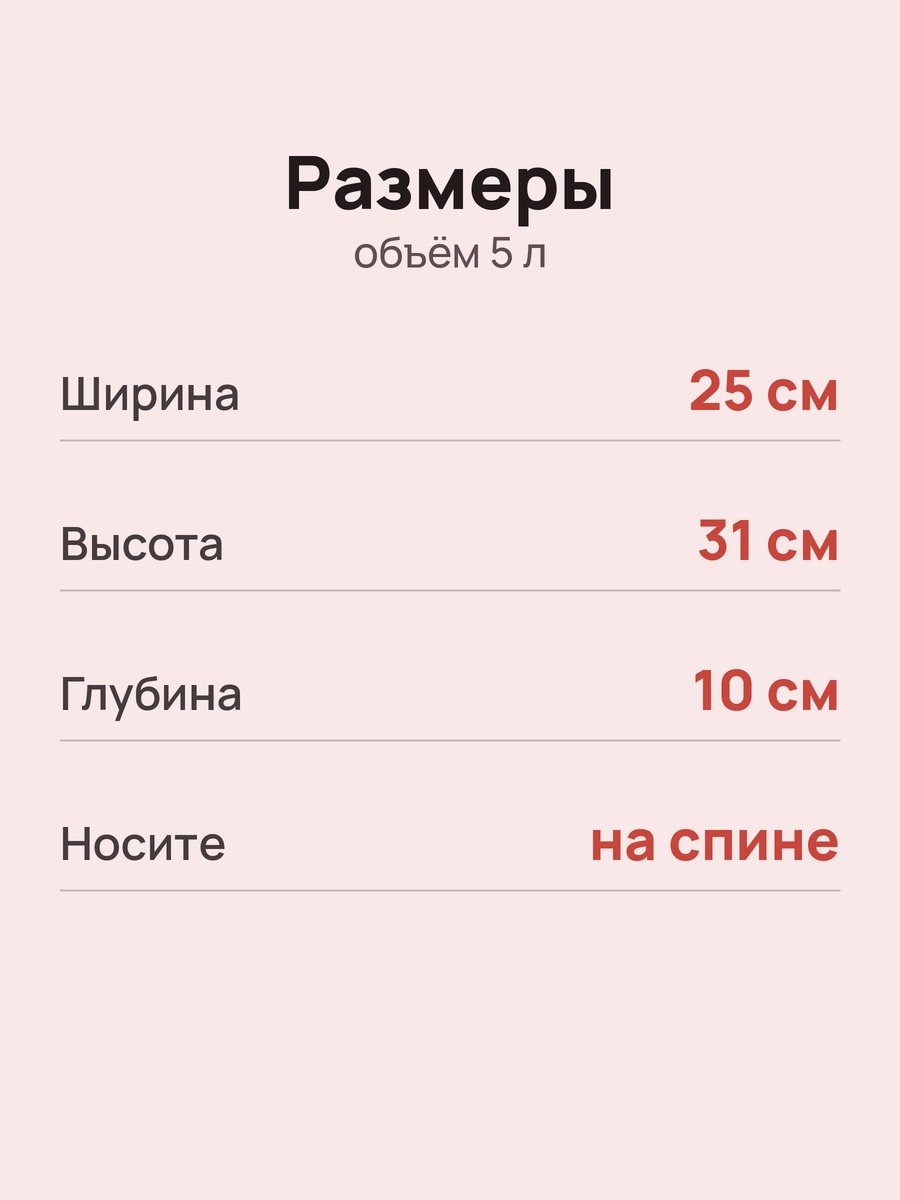 Размеры
объём 5 л
Ширина 25 см
Высота 31 см
Глубина 10 см
Носите на спине